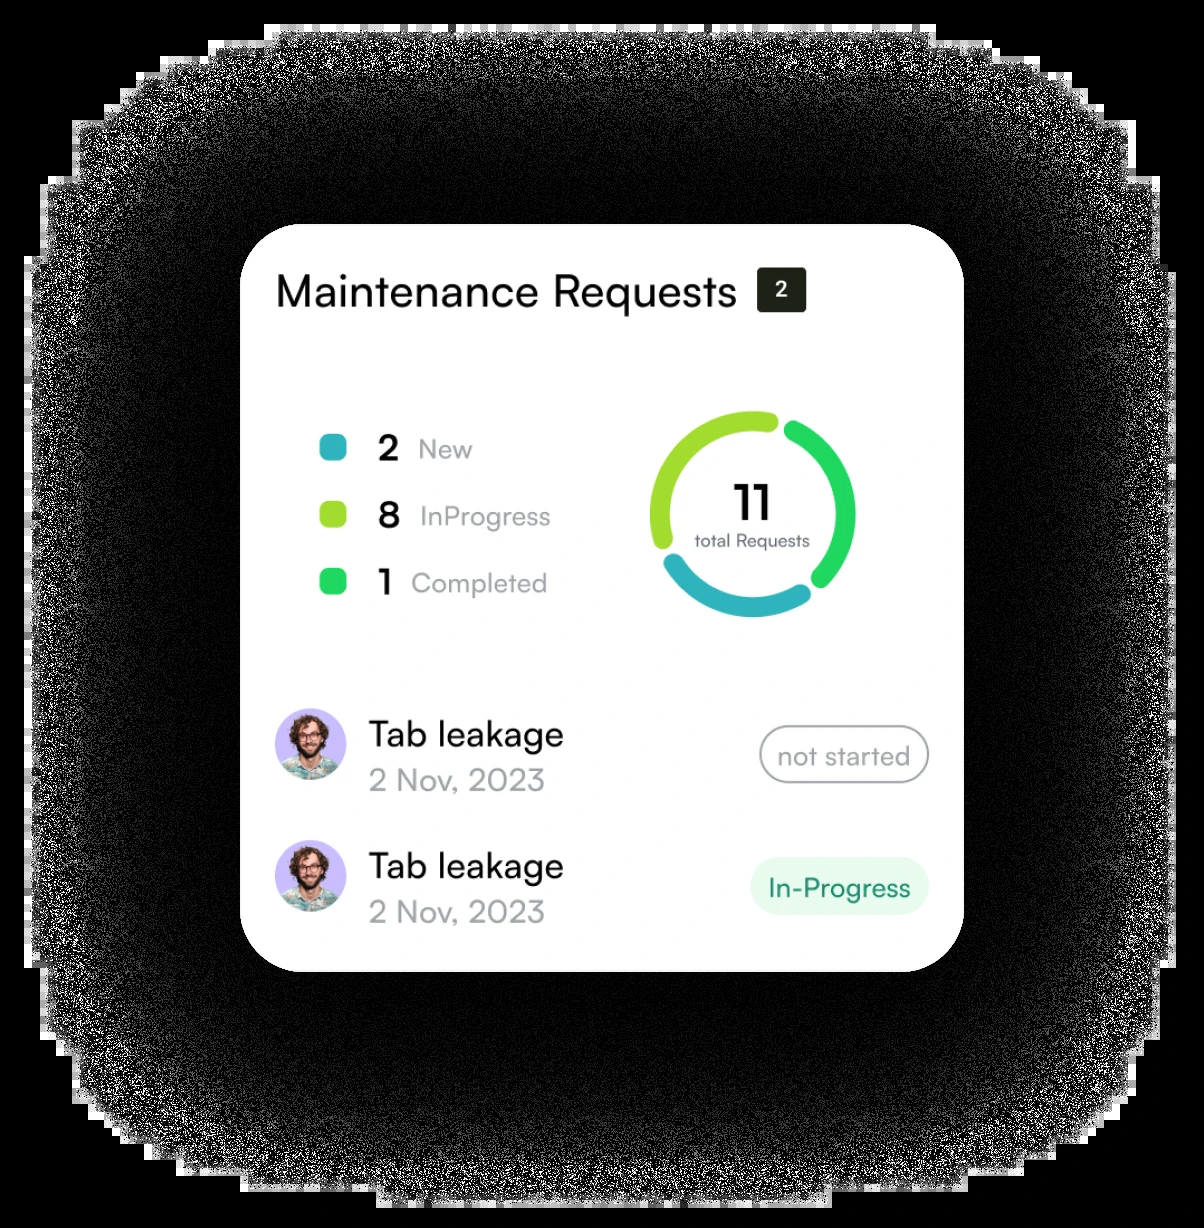 Maintenance Requests 2
2 New
8 InProgress
1 Completed
11
total Requests
Tab leakage
2 Nov, 2023
not started
Tab leakage
2 Nov, 2023
In-Progress